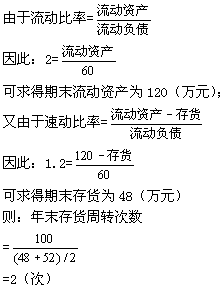 由于流动比率=流动资产/流动负债
因此：2=流动资产/60
可求得期末流动资产为120（万元）；
又由于速动比率=流动资产-存货/流动负债
因此：1.2=120-存货/60
可求得期末存货为48（万元）
则：年末存货周转次数
=100/(48+52)/2
=2（次）